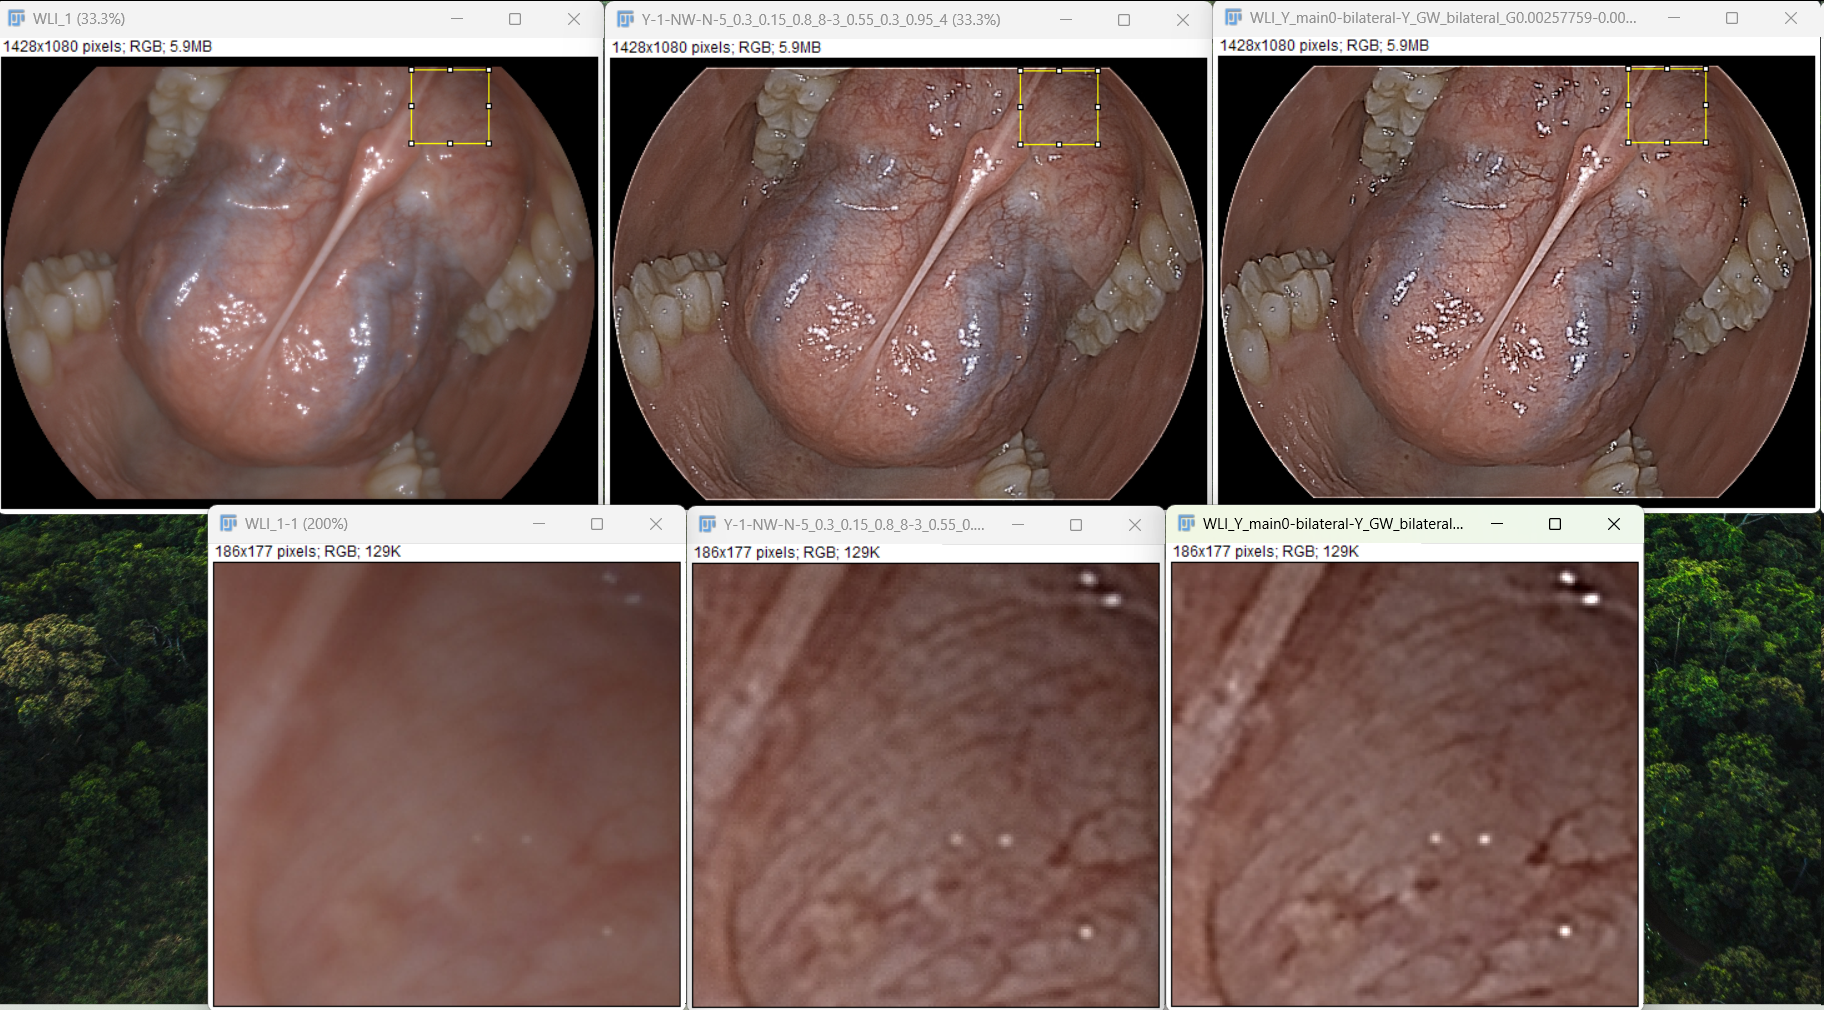 WLI_1 (33.3%)
1428x1080 pixels; RGB; 5.9MB
Y-1-NW-N-5_0.3_0.15_0.8_8-3_0.55_0.3_0.95_4 (33.3%)
1428x1080 pixels; RGB; 5.9MB
WLI_Y_main0-bilateral-Y_GW_bilateral_G0.00257759-0.00...
1428x1080 pixels; RGB; 5.9MB
WLI_1-1 (200%)
186x177 pixels; RGB; 129K
Y-1-NW-N-5_0.3_0.15_0.8_8-3_0.55_0....
186x177 pixels; RGB; 129K
WLI_Y_main0-bilateral-Y_GW_bilateral...
186x177 pixels; RGB; 129K